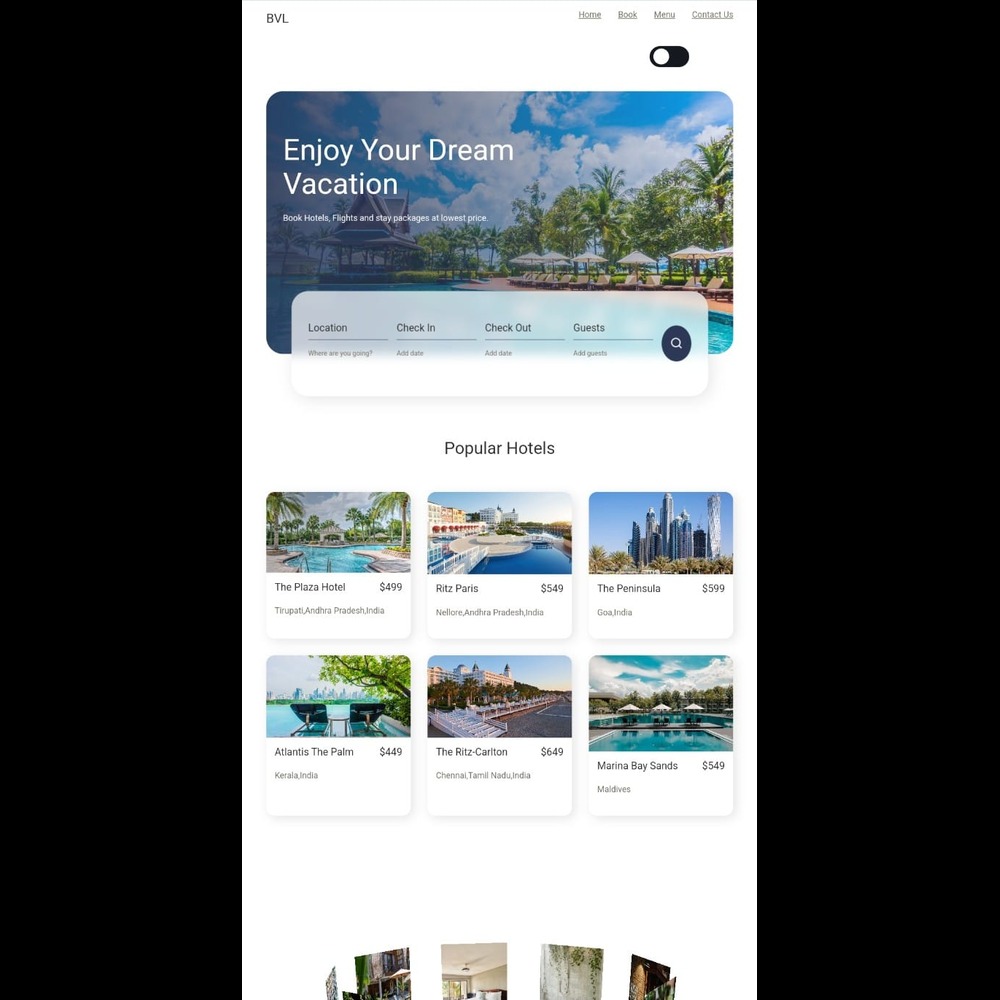 BVL
Home Book Menu Contact Us
Enjoy Your Dream
Vacation
Book Hotels, Flights and stay packages at lowest price.
Location Check In Check Out Guests
Where are you going? Add date Add date Add guests
Popular Hotels
The Plaza Hotel $499
Tirupati,Andhra Pradesh,India
Ritz Paris $549
Nellore,Andhra Pradesh,India
The Peninsula $599
Goa,India
Atlantis The Palm $449
Kerala,India
The Ritz-Carlton $649
Chennai,Tamil Nadu,India
Marina Bay Sands $549
Maldives